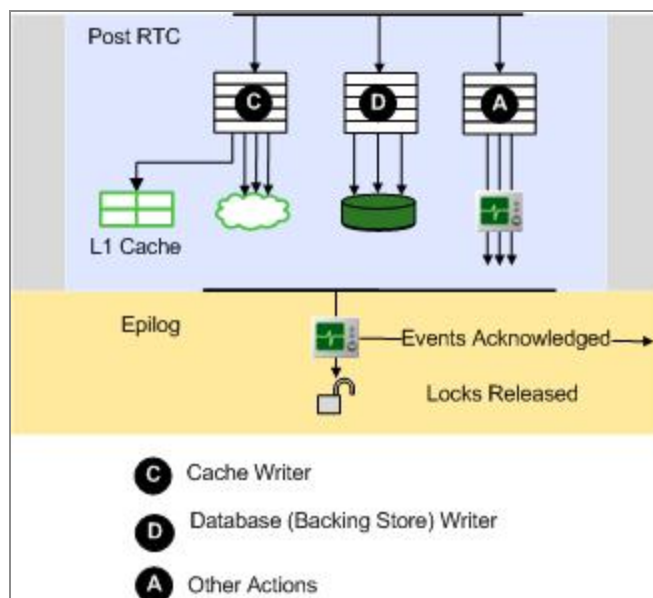 Post RTC
C D A
L1 Cache
Epilog
Events Acknowledged
Locks Released
C Cache Writer
D Database (Backing Store) Writer
A Other Actions